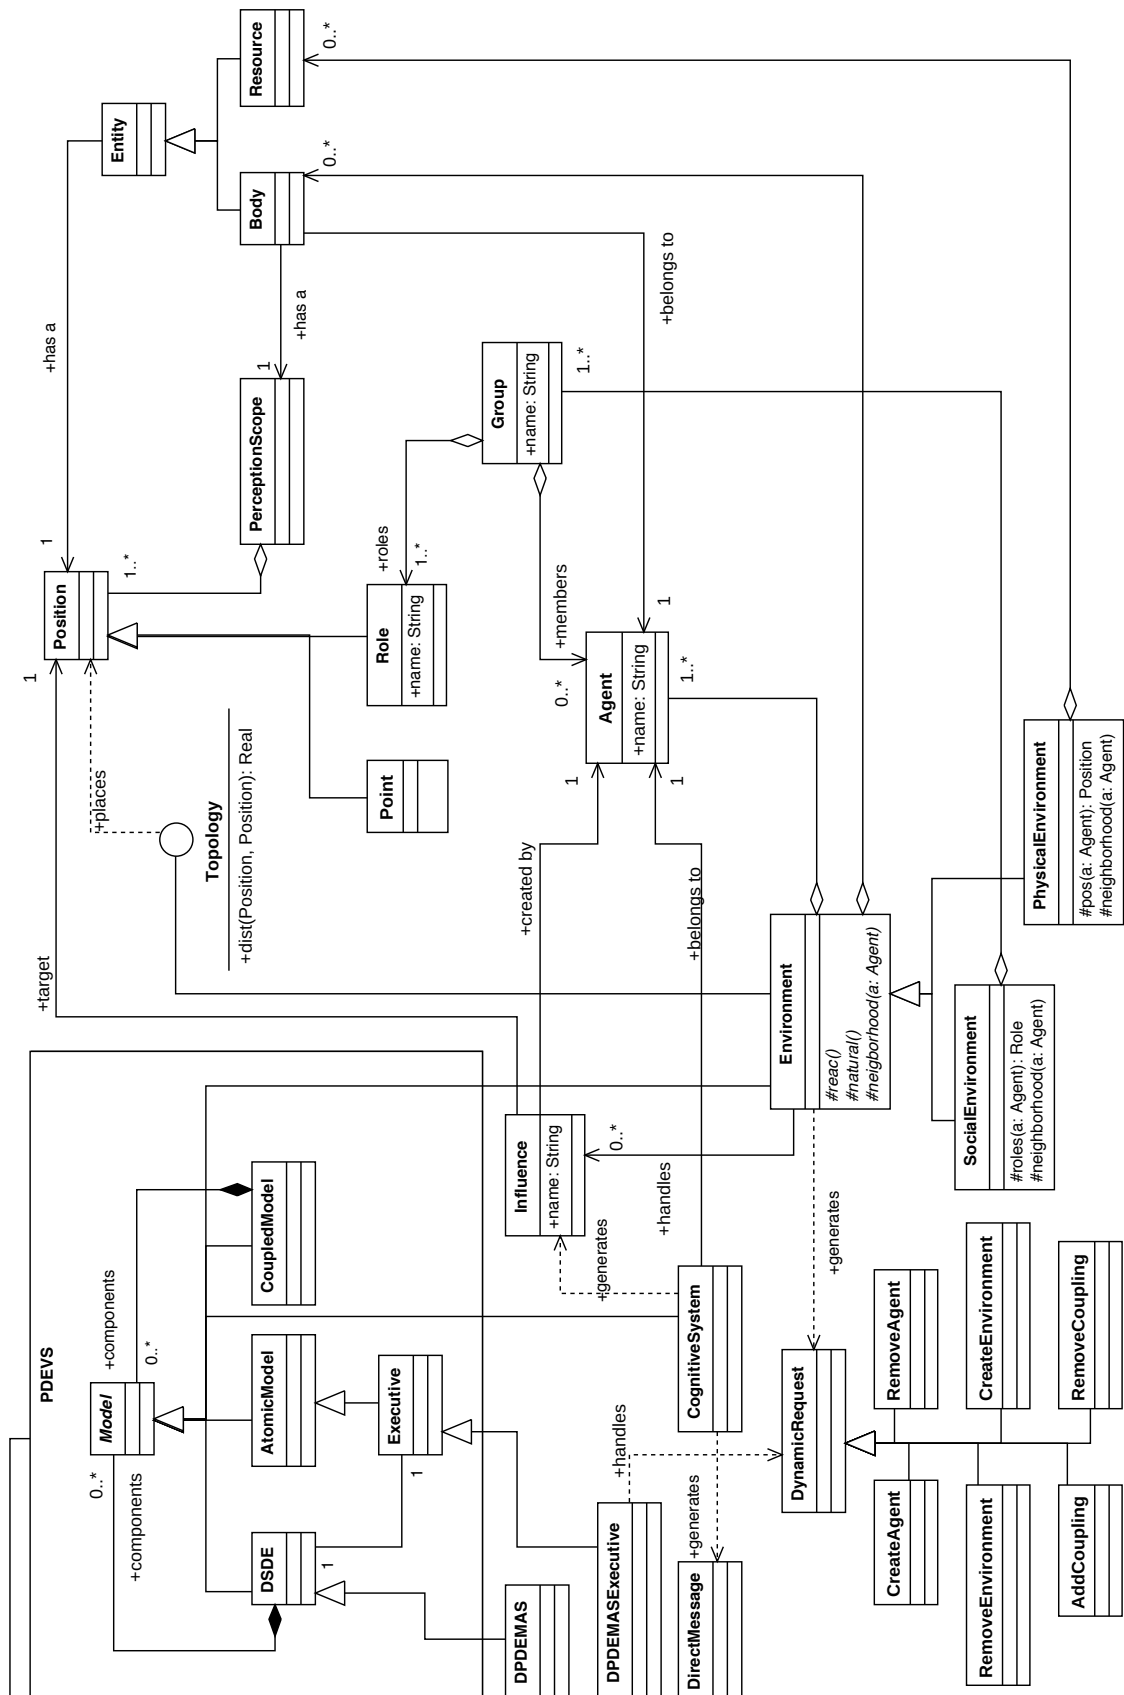 PDEVS
Model
DSDE
AtomicModel
CoupledModel
Executive
0..*
+components
0..*
+components
1
1
DPDEMAS
DPDEMASExecutive
DirectMessage
+handles
+generates
CognitiveSystem
+generates
+belongs to
1
Influence
+name: String
+target
1
+created by
1
0..*
+handles
+generates
DynamicRequest
CreateAgent
RemoveAgent
RemoveEnvironment
CreateEnvironment
AddCoupling
RemoveCoupling
Topology
+dist(Position, Position): Real
+places
Position
1
+has a
1..*
Entity
Resource
0..*
Body
0..*
+has a
1
PerceptionScope
+belongs to
1
Point
Role
+name: String
+roles
1..*
Group
+name: String
1..*
+members
0..*
Agent
+name: String
1..*
Environment
#reac()
#natural()
#neigborhood(a: Agent)
SocialEnvironment
#roles(a: Agent): Role
#neighborhood(a: Agent)
PhysicalEnvironment
#pos(a: Agent): Position
#neighborhood(a: Agent)